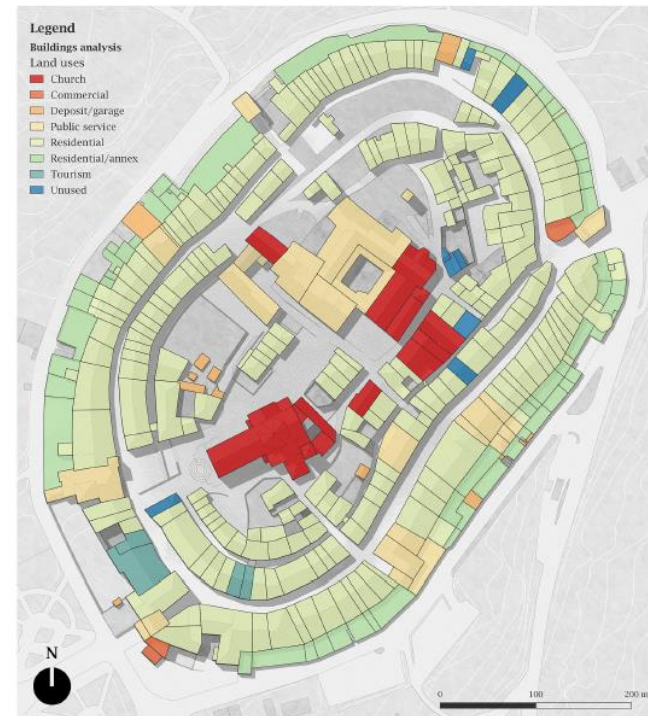 Legend
Buildings analysis
Land uses
Church
Commercial
Deposit/garage
Public service
Residential
Residential/annex
Tourism
Unused
N
0 100 200 m